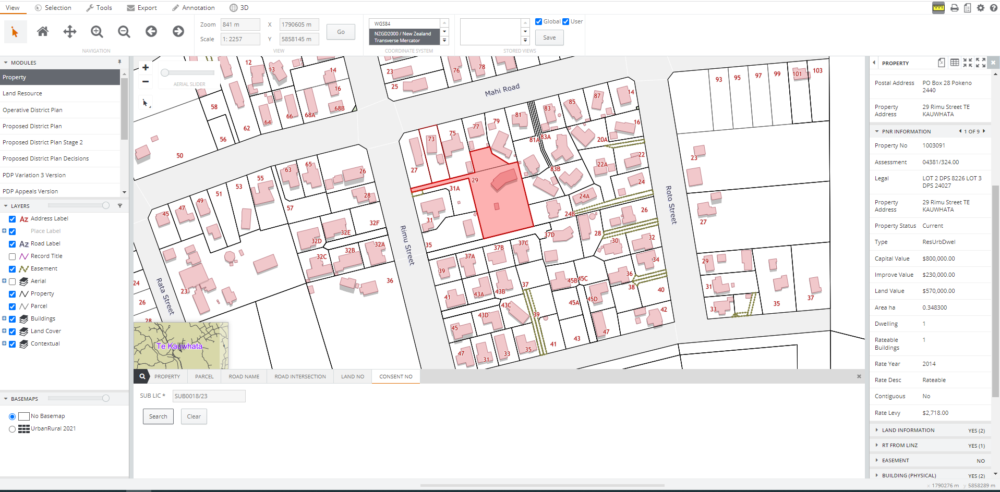 View
Selection
Tools
Export
Annotation
3D
Zoom 841 m X 1790605 m
Scale 1: 2257 Y 5858145 m
Go
WGS84
NZGD2000 / New Zealand
Transverse Mercator
Global User
Save
NAVIGATION
VIEW
COORDINATE SYSTEM
STORED VIEWS
MODULES
Property
Land Resource
Operative District Plan
Proposed District Plan
Proposed District Plan Stage 2
Proposed District Plan Decisions
PDP Variation 3 Version
PDP Appeals Version
LAYERS
Az Address Label
Place Label
Az Road Label
Record Title
Easement
Aerial
Property
Parcel
Buildings
Land Cover
Contextual
BASEMAPS
No Basemap
UrbanRural 2021
+
−
AERIAL SLIDER
12
13
14
16
58
62
64
66
68A
68B
56
50
23
25
76
78
Mahi Road
87
14
85
83
81
79
77
75
73
27
16
20A
83A
81A
22
22A
83B
24
24A
24B
26
29
31A
31
35
63
65
26
55
53
51
49
47
45
57
28
32F
32E
32D
32C
32B
32A
36
23
24
26
28
Rata Street
Rimu Street
Roto Street
37D
37C
37B
37A
39
28
30
32
34
36
38
40
42
45B
45C
45A
45D
37
43B
43A
41
43C
43D
45
39
47
43
41
35
33
31
47
93
95
97
99
101
103
23
27
29
31
33
35
37
Te Kauwhata
PROPERTY
PARCEL
ROAD NAME
ROAD INTERSECTION
LAND NO
CONSENT NO
SUB LIC * SUB0018/23
Search
Clear
PROPERTY
Postal Address PO Box 28 Pokeno
2440
Property
Address
29 Rimu Street TE
KAUWHATA
PNR INFORMATION 1 OF 9
Property No 1003091
Assessment 04381/324.00
Legal LOT 2 DPS 8226 LOT 3
DPS 24027
Property
Address
29 Rimu Street TE
KAUWHATA
Property Status Current
Type ResUrbDwel
Capital Value $800,000.00
Improve Value $230,000.00
Land Value $570,000.00
Area ha 0.348300
Dwelling 1
Rateable
Buildings
1
Rate Year 2014
Rate Desc Rateable
Contiguous No
Rate Levy $2,718.00
LAND INFORMATION YES (2)
RT FROM LINZ YES (1)
EASEMENT NO
BUILDING (PHYSICAL) YES (2)
x 1790276 m y 5858289 m